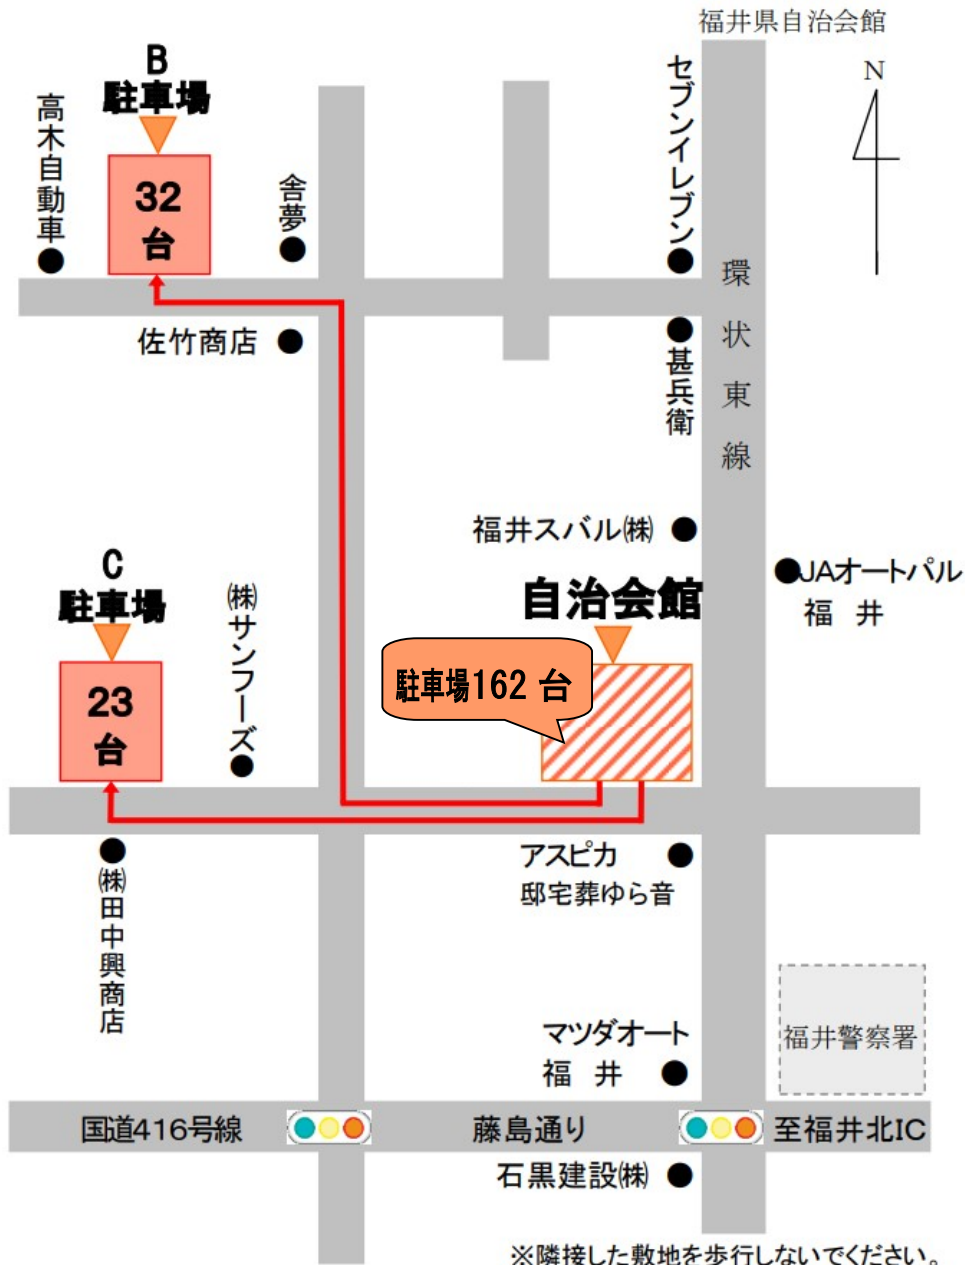 福井県自治会館
B
駐車場
32
台
高木自動車
舎夢
セブンイレブン
N
佐竹商店
甚兵衛
環状東線
福井スバル㈱
JAオートパル
福 井
C
駐車場
23
台
㈱サンフーズ
自治会館
駐車場162 台
㈱田中興商店
アスピカ
邸宅葬ゆら音
マツダオート
福 井
福井警察署
国道416号線
藤島通り
至福井北IC
石黒建設㈱
※隣接した敷地を歩行しないでください。